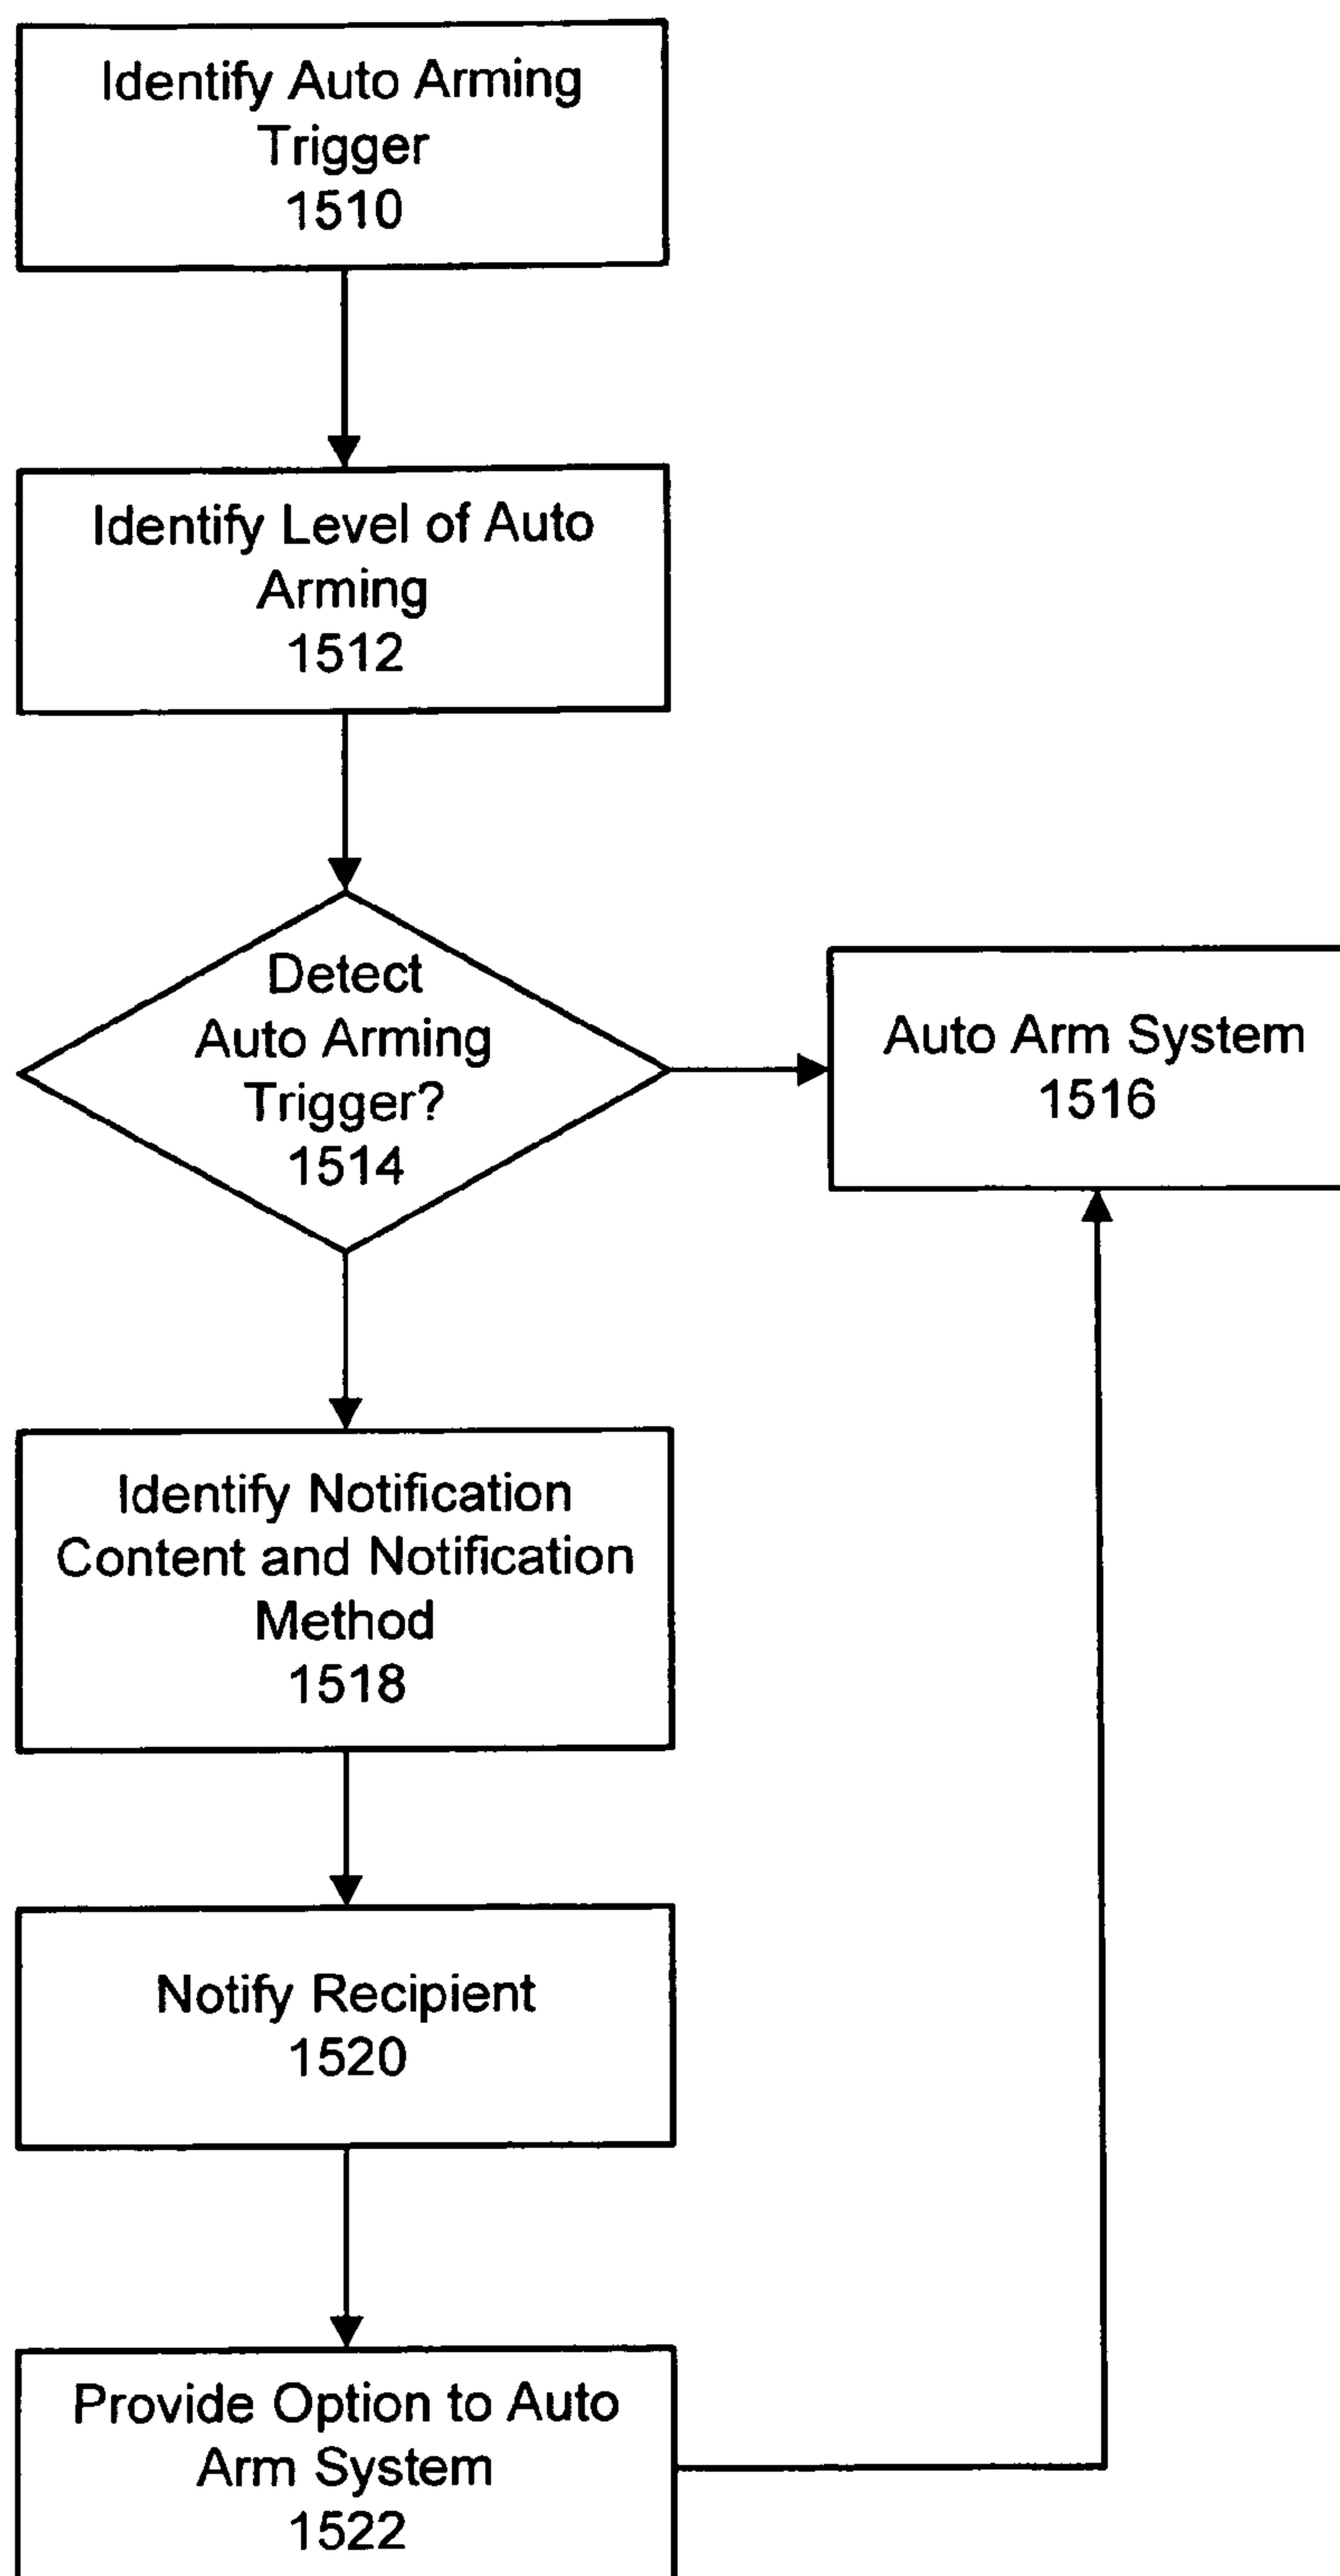 Identify Auto Arming
Trigger
1510
Identify Level of Auto
Arming
1512
Detect
Auto Arming
Trigger?
1514
Auto Arm System
1516
Identify Notification
Content and Notification
Method
1518
Notify Recipient
1520
Provide Option to Auto
Arm System
1522